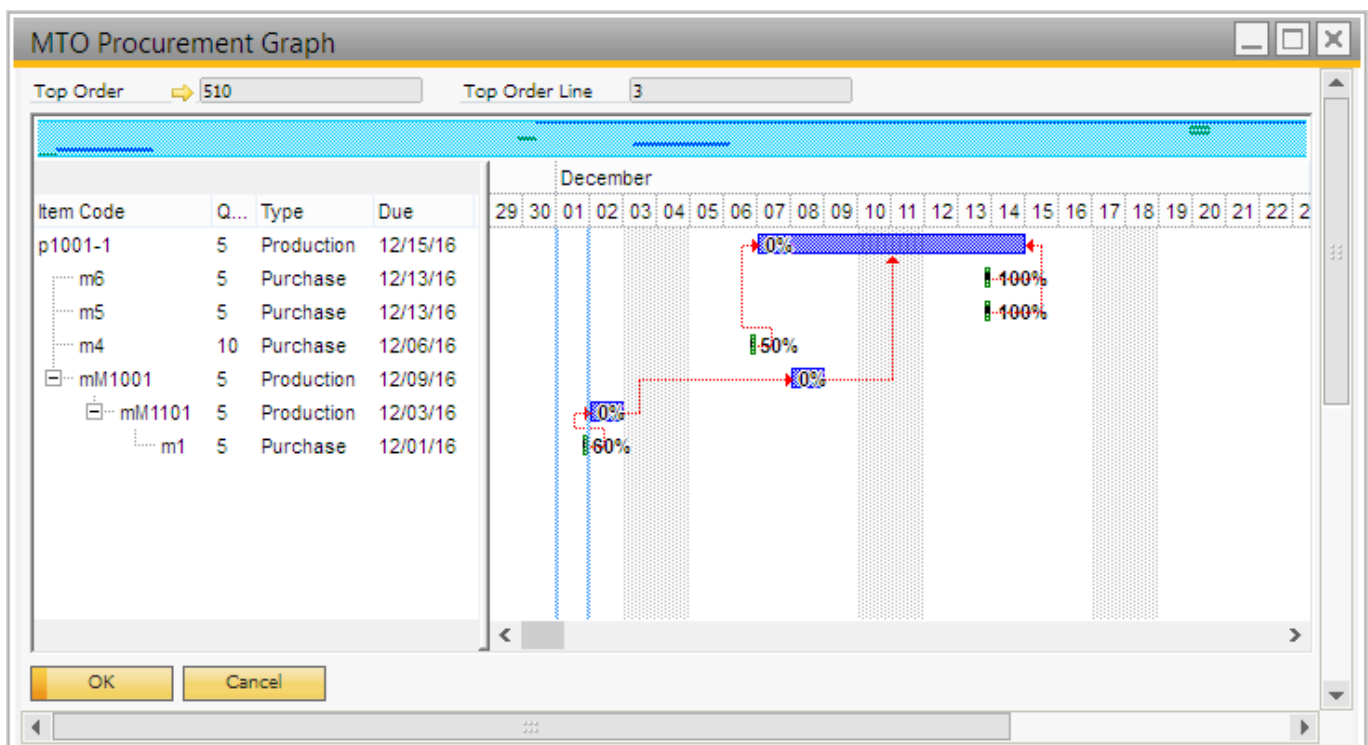 MTO Procurement Graph
Top Order 510 Top Order Line 3
December
Item Code Q... Type Due 29 30 01 02 03 04 05 06 07 08 09 10 11 12 13 14 15 16 17 18 19 20 21 22 2
p1001-1 5 Production 12/15/16 0%
m6 5 Purchase 12/13/16 100%
m5 5 Purchase 12/13/16 100%
m4 10 Purchase 12/06/16 50%
mM1001 5 Production 12/09/16 0%
mM1101 5 Production 12/03/16 0%
m1 5 Purchase 12/01/16 60%
OK Cancel